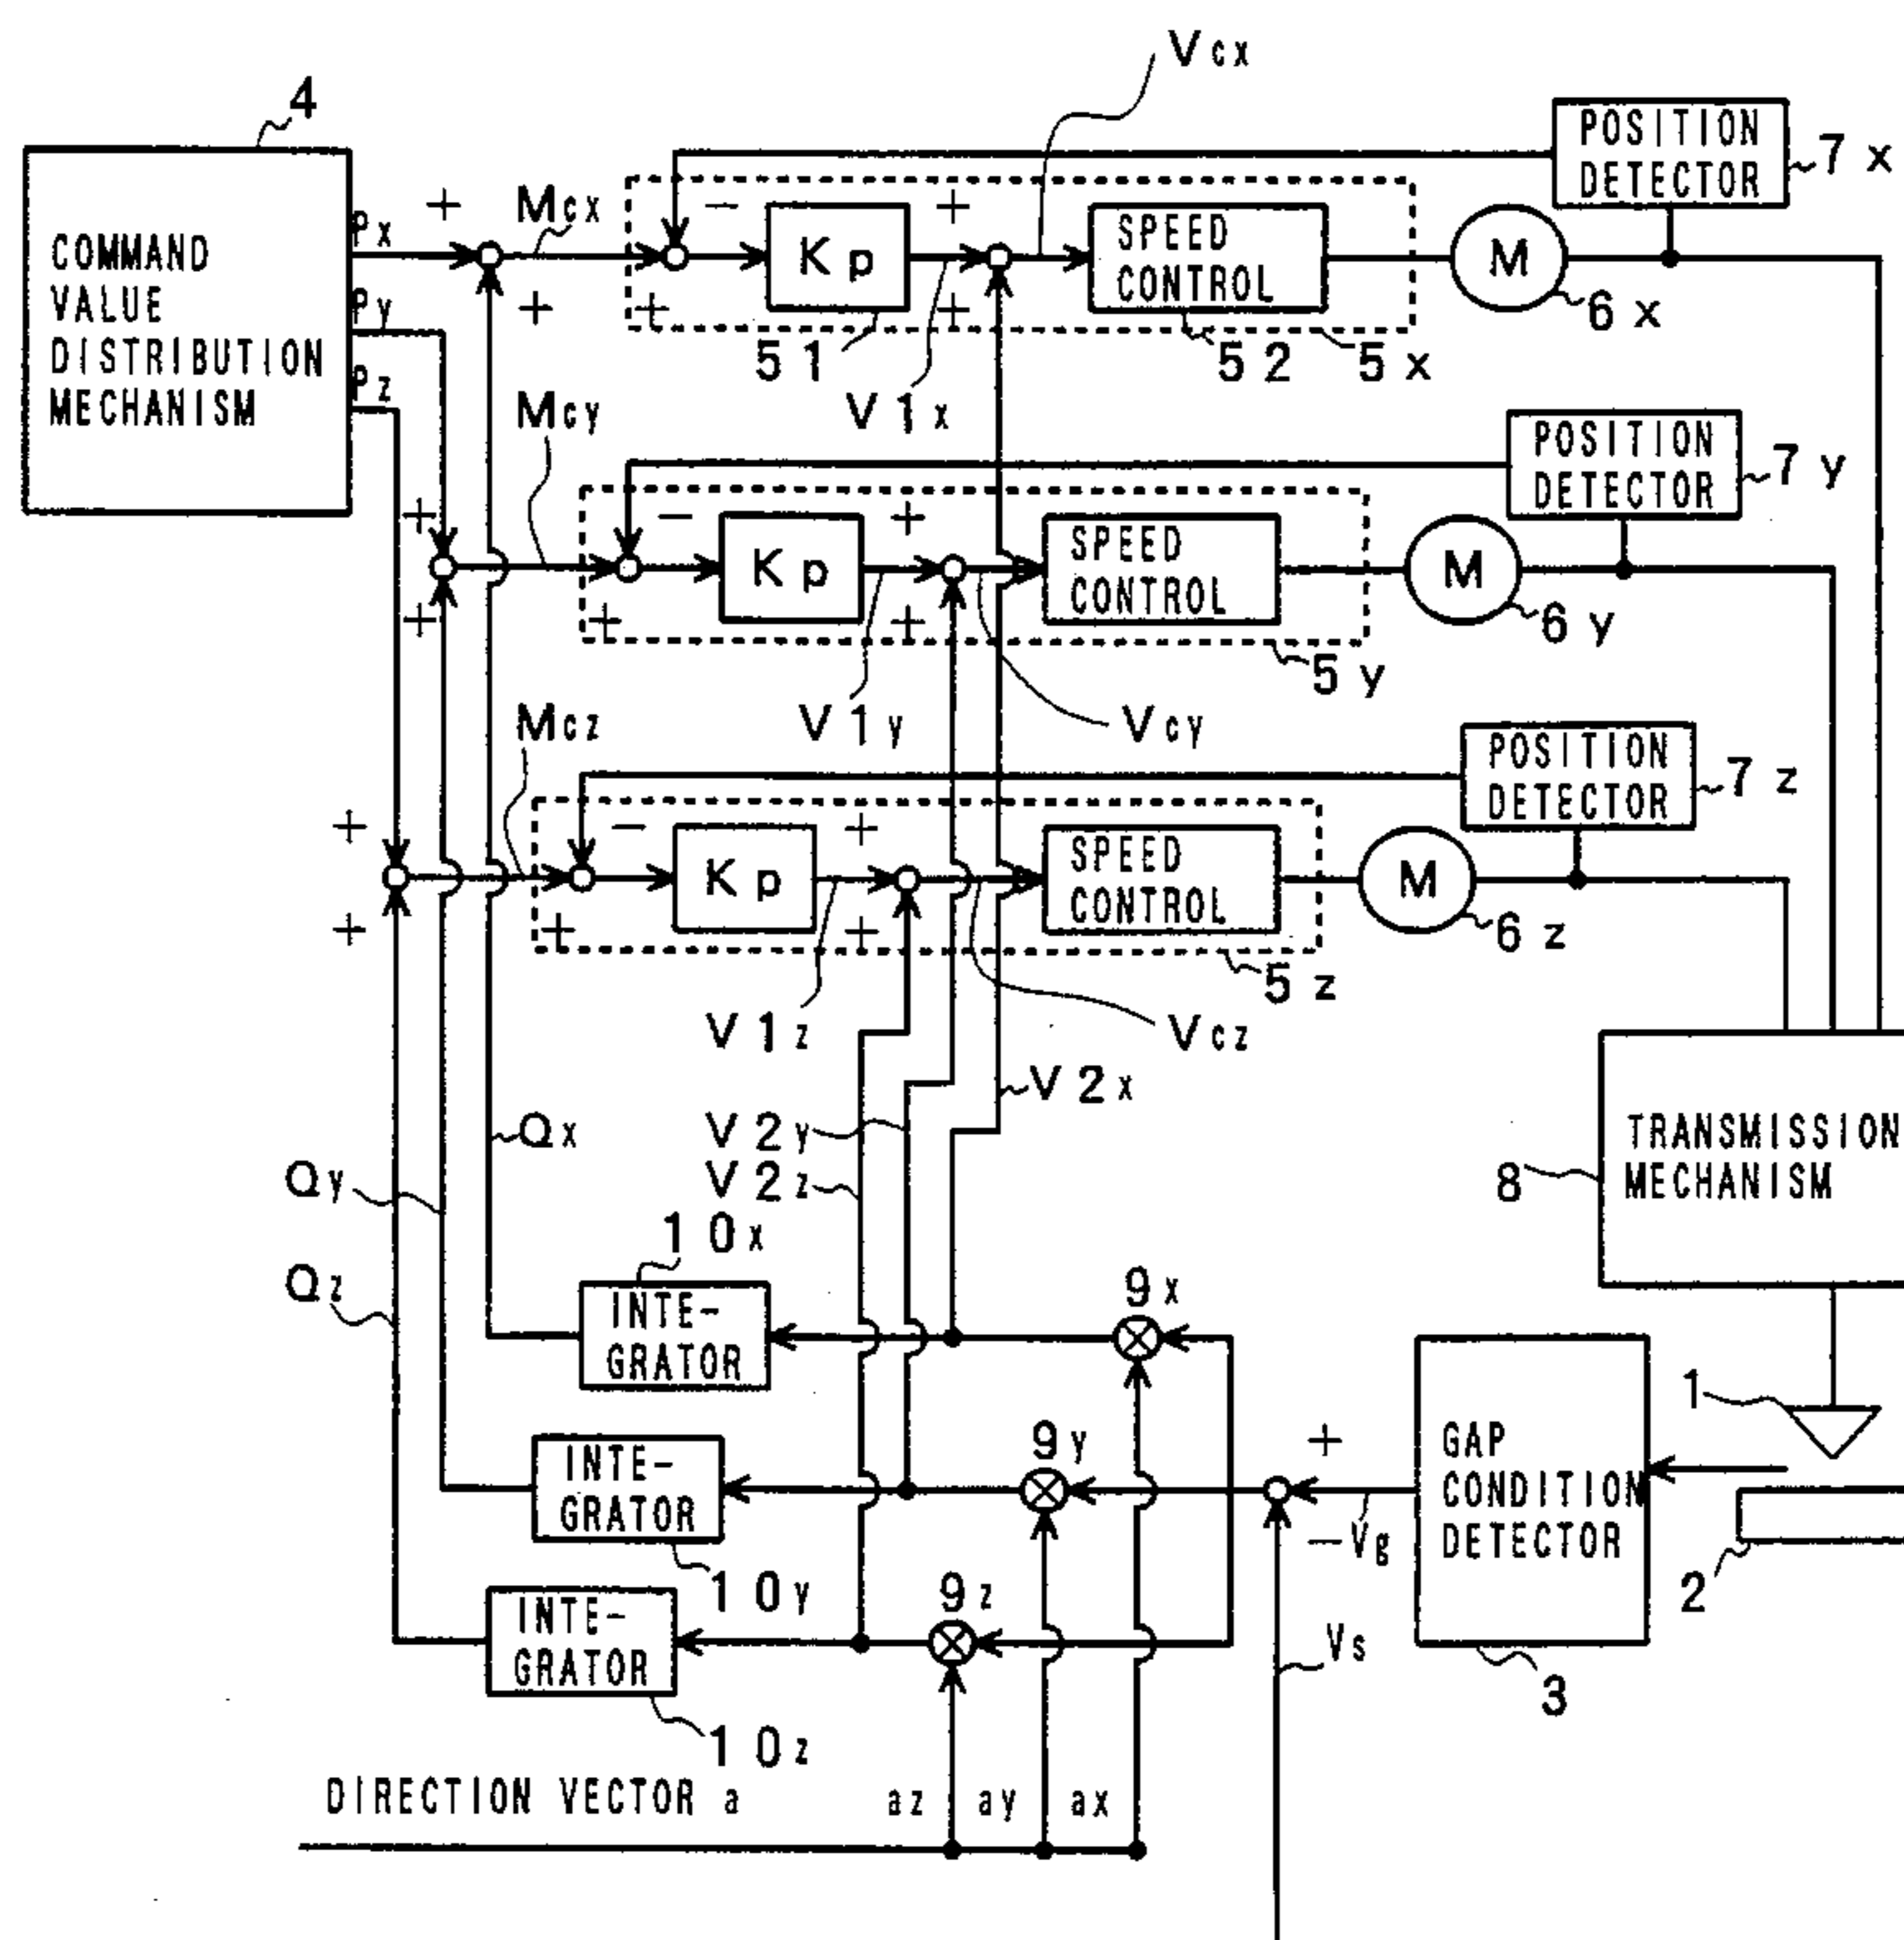 Vcx
4
POSITION
DETECTOR
7x
COMMAND
VALUE
DISTRIBUTION
MECHANISM
Px
Py
Pz
+
Mcx
+
−
+
Kp
51
+
+
V1x
SPEED
CONTROL
52
5x
M
6x
POSITION
DETECTOR
7y
Mcy
+
+
−
+
Kp
+
+
V1y
Vcy
SPEED
CONTROL
5y
M
6y
POSITION
DETECTOR
7z
Mcz
+
+
−
+
Kp
+
+
V1z
Vcz
SPEED
CONTROL
5z
M
6z
V2x
V2y
V2z
Qx
Qy
Qz
TRANSMISSION
MECHANISM
8
10x
INTE-
GRATOR
9x
INTE-
GRATOR
10y
9y
INTE-
GRATOR
10z
9z
+
−Vg
Vs
GAP
CONDITION
DETECTOR
3
1
2
DIRECTION VECTOR a
az
ay
ax